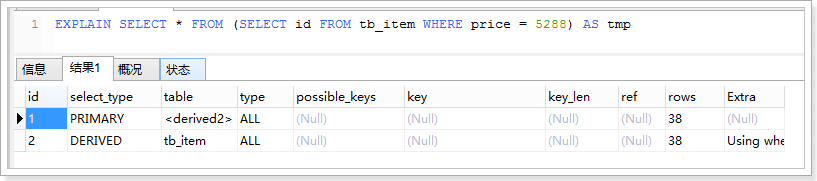 1 EXPLAIN SELECT * FROM (SELECT id FROM tb_item WHERE price = 5288) AS tmp
信息 结果1 概况 状态
id select_type table type possible_keys key key_len ref rows Extra
1 PRIMARY <derived2> ALL (Null) (Null) (Null) (Null) 38 (Null)
2 DERIVED tb_item ALL (Null) (Null) (Null) (Null) 38 Using whe